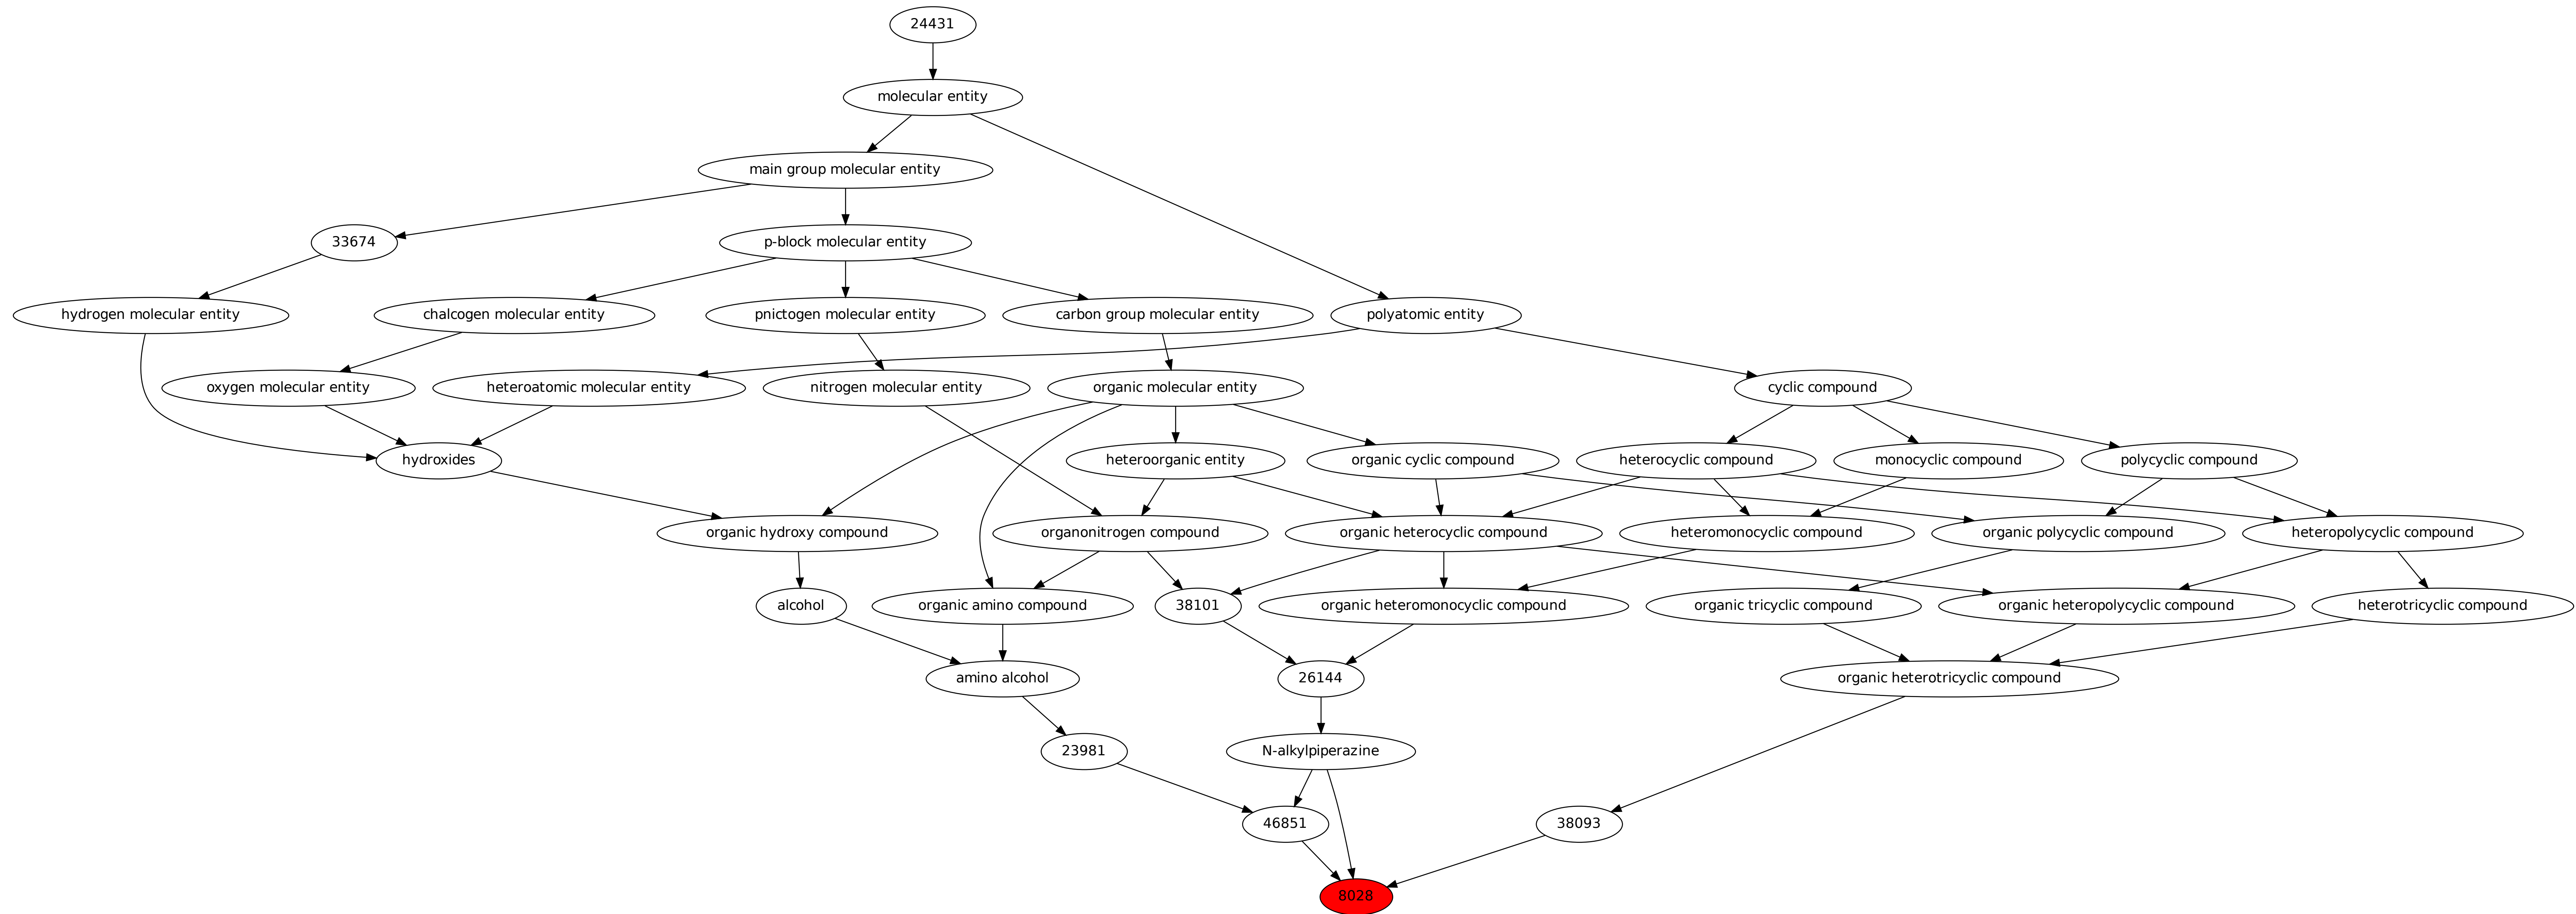 24431
molecular entity
main group molecular entity
33674
p-block molecular entity
hydrogen molecular entity
chalcogen molecular entity
pnictogen molecular entity
carbon group molecular entity
polyatomic entity
oxygen molecular entity
heteroatomic molecular entity
nitrogen molecular entity
organic molecular entity
cyclic compound
hydroxides
heteroorganic entity
organic cyclic compound
heterocyclic compound
monocyclic compound
polycyclic compound
organic hydroxy compound
organonitrogen compound
organic heterocyclic compound
heteromonocyclic compound
organic polycyclic compound
heteropolycyclic compound
alcohol
organic amino compound
38101
organic heteromonocyclic compound
organic tricyclic compound
organic heteropolycyclic compound
heterotricyclic compound
amino alcohol
26144
organic heterotricyclic compound
23981
N-alkylpiperazine
46851
38093
8028